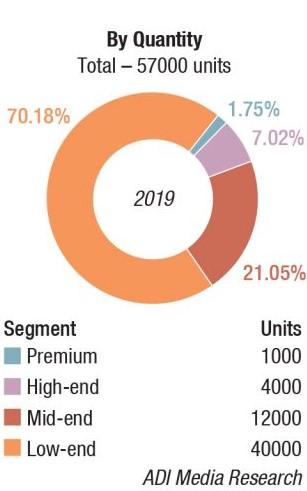 By Quantity
Total – 57000 units
70.18%
1.75%
7.02%
2019
21.05%
Segment Units
Premium 1000
High-end 4000
Mid-end 12000
Low-end 40000
ADI Media Research